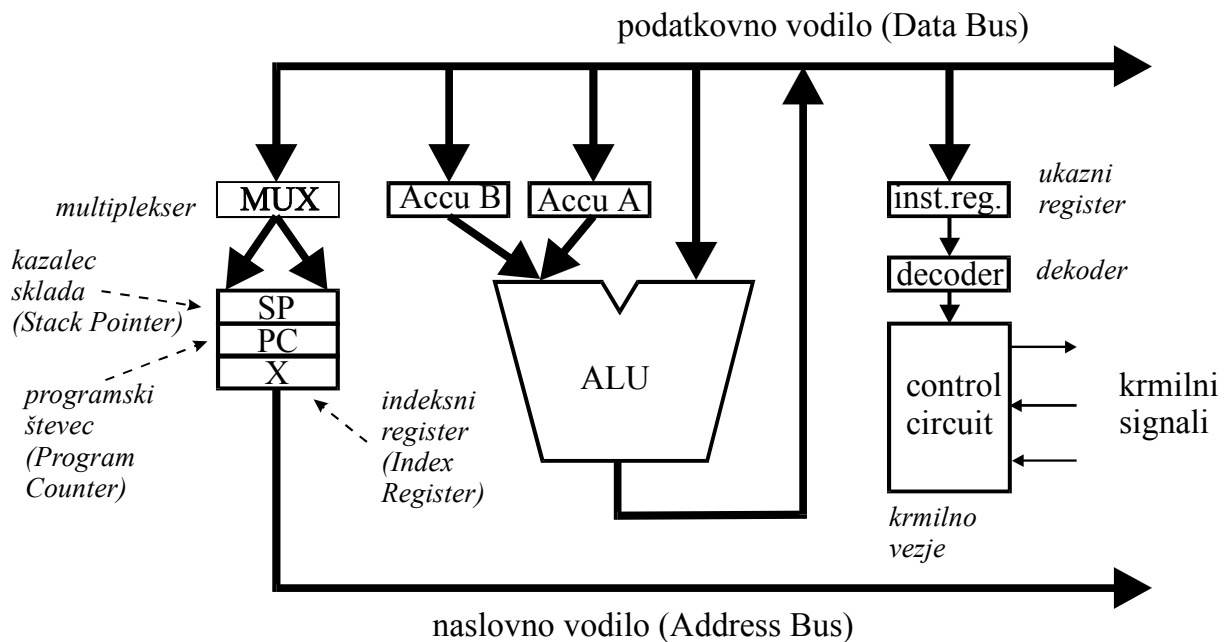 podatkovno vodilo (Data Bus)
multiplekser
MUX
Accu B
Accu A
inst.reg.
ukazni
register
kazalec
sklada
(Stack Pointer)
decoder
dekoder
SP
PC
X
ALU
control
circuit
krmilni
signali
programski
števec
(Program
Counter)
indeksni
register
(Index
Register)
krmilno
vezje
naslovno vodilo (Address Bus)